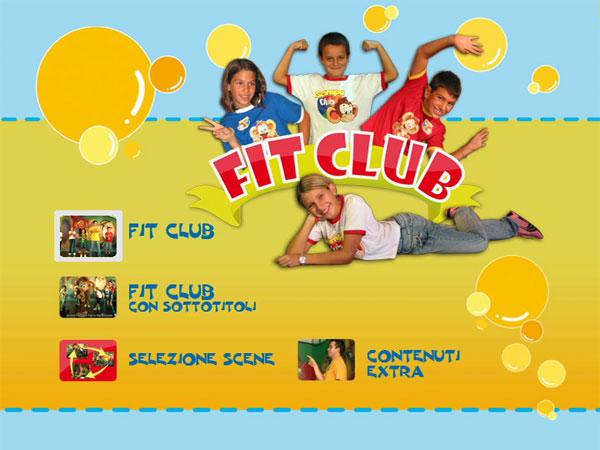 FIT CLUB
FIT CLUB
FIT CLUB
CON SOTTOTITOLI
SELEZIONE SCENE
CONTENUTI
EXTRA